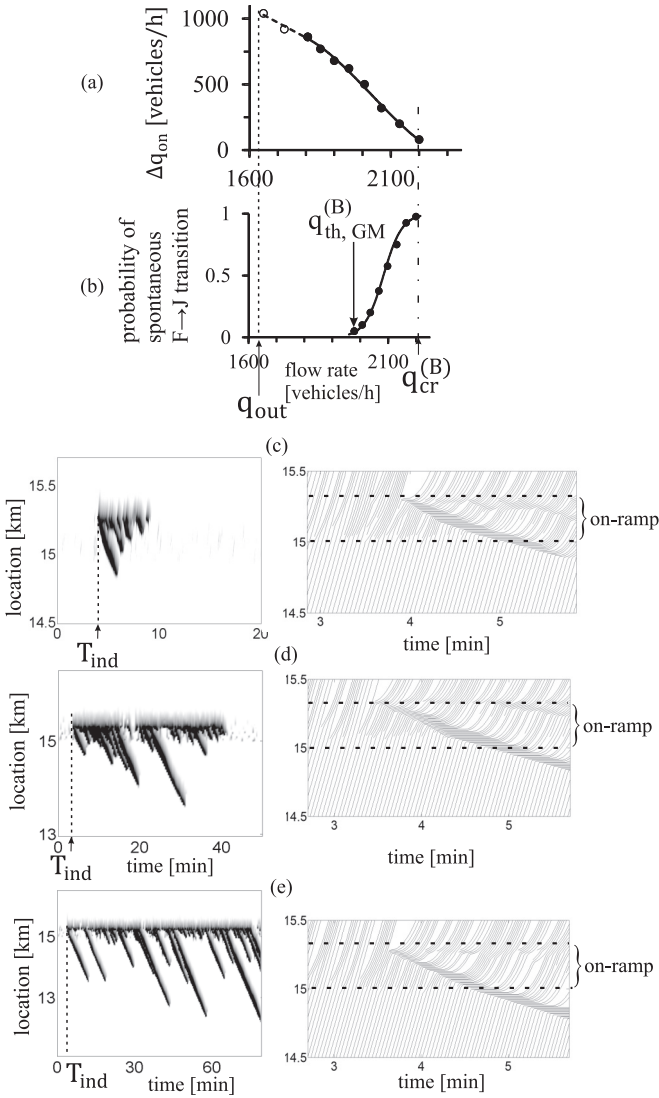 1000
500
0
1600
2100
Δq_on [vehicles/h]
(a)
1
0.5
0
1600
2100
probability of
spontaneous
F→J transition
(b)
q_th, GM^(B)
flow rate
[vehicles/h]
q_out
q_cr^(B)
(c)
15.5
15
14.5
location [km]
0
10
20
T_ind
15.5
15
14.5
3
4
5
time [min]
on-ramp
(d)
15
13
location [km]
0
20
40
T_ind
time [min]
15.5
15
14.5
3
4
5
time [min]
on-ramp
(e)
15
13
location [km]
0
30
60
T_ind
time [min]
15.5
15
14.5
3
4
5
time [min]
on-ramp